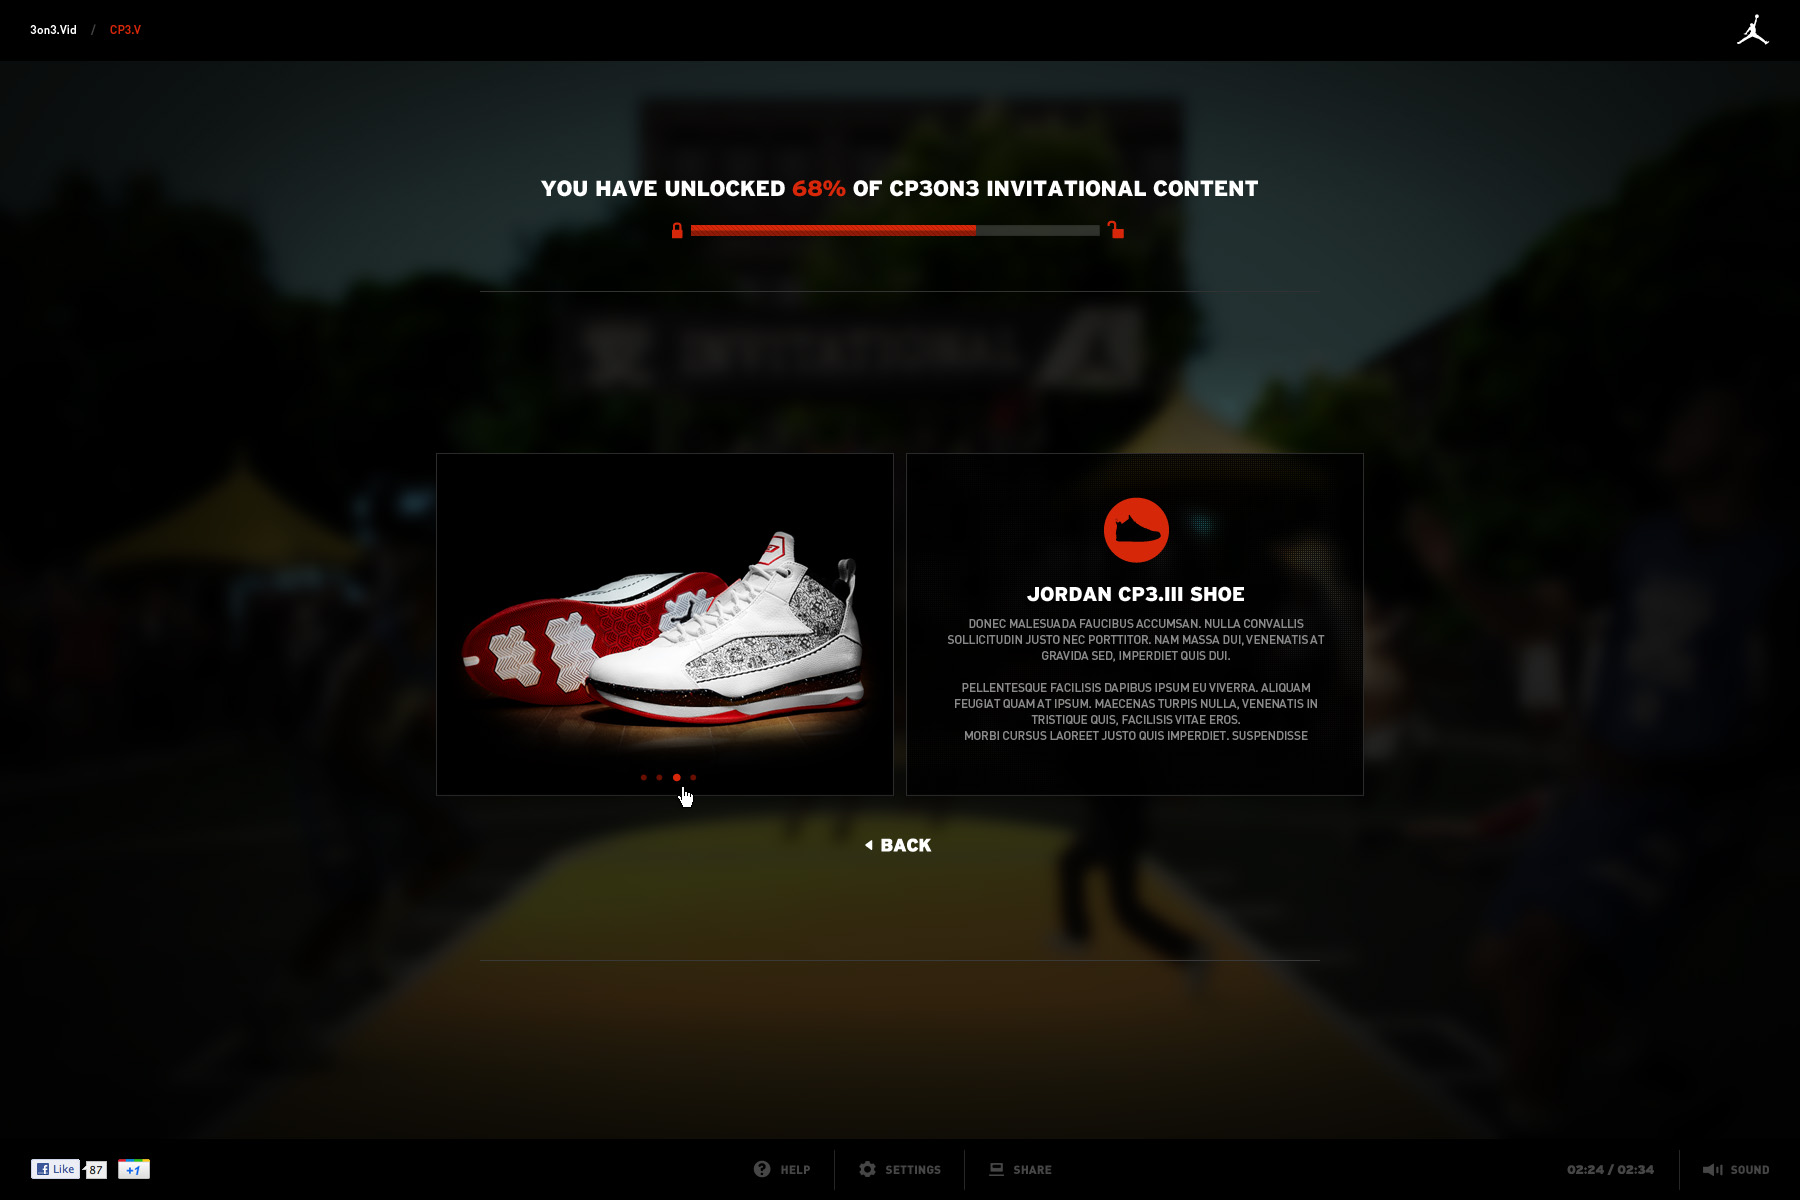 3on3.Vid / CP3.V
YOU HAVE UNLOCKED 68% OF CP3ON3 INVITATIONAL CONTENT
INVITATIONAL
JORDAN CP3.III SHOE
DONEC MALESUADA FAUCIBUS ACCUMSAN. NULLA CONVALLIS
SOLLICITUDIN JUSTO NEC PORTTITOR. NAM MASSA DUI, VENENATIS AT
GRAVIDA SED, IMPERDIET QUIS DUI.
PELLENTESQUE FACILISIS DAPIBUS IPSUM EU VIVERRA. ALIQUAM
FEUGIAT QUAM AT IPSUM. MAECENAS TURPIS NULLA, VENENATIS IN
TRISTIQUE QUIS, FACILISIS VITAE EROS.
MORBI CURSUS LAOREET JUSTO QUIS IMPERDIET. SUSPENDISSE
BACK
Like 87 +1
? HELP
SETTINGS
SHARE
02:24 / 02:34
SOUND